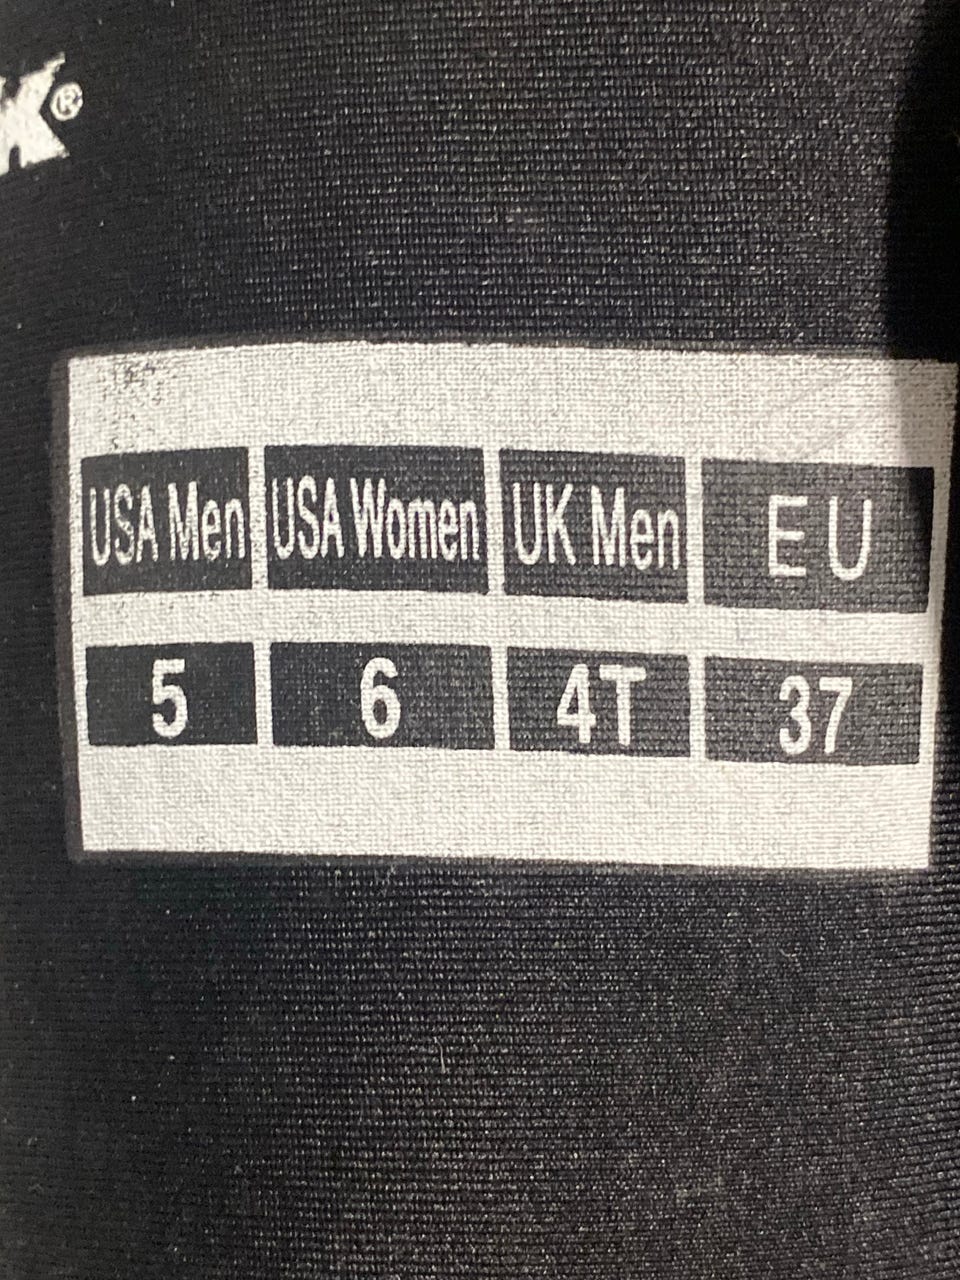 K®
USA Men USA Women UK Men EU
5 6 4T 37